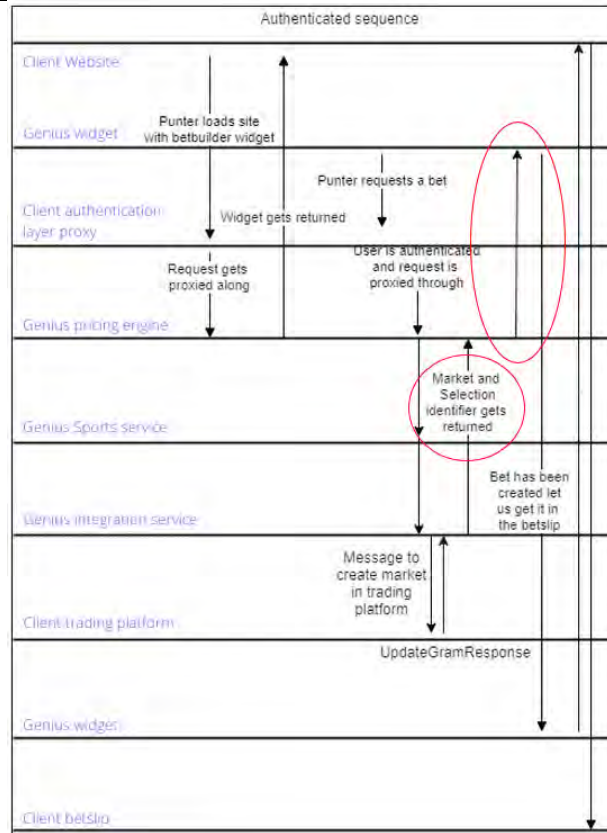 Authenticated sequence
Client Website
Punter loads site
with betbuilder widget
Genius widget
Punter requests a bet
Client authentication
layer proxy
Widget gets returned
User is authenticated
and request is
proxied through
Request gets
proxied along
Genius pricing engine
Market and
Selection
identifier gets
returned
Genius Sports service
Bet has been
created let
us get it in
the betslip
Genius integration service
Message to
create market
in trading
platform
Client trading platform
UpdateGramResponse
Genius widget
Client betslip